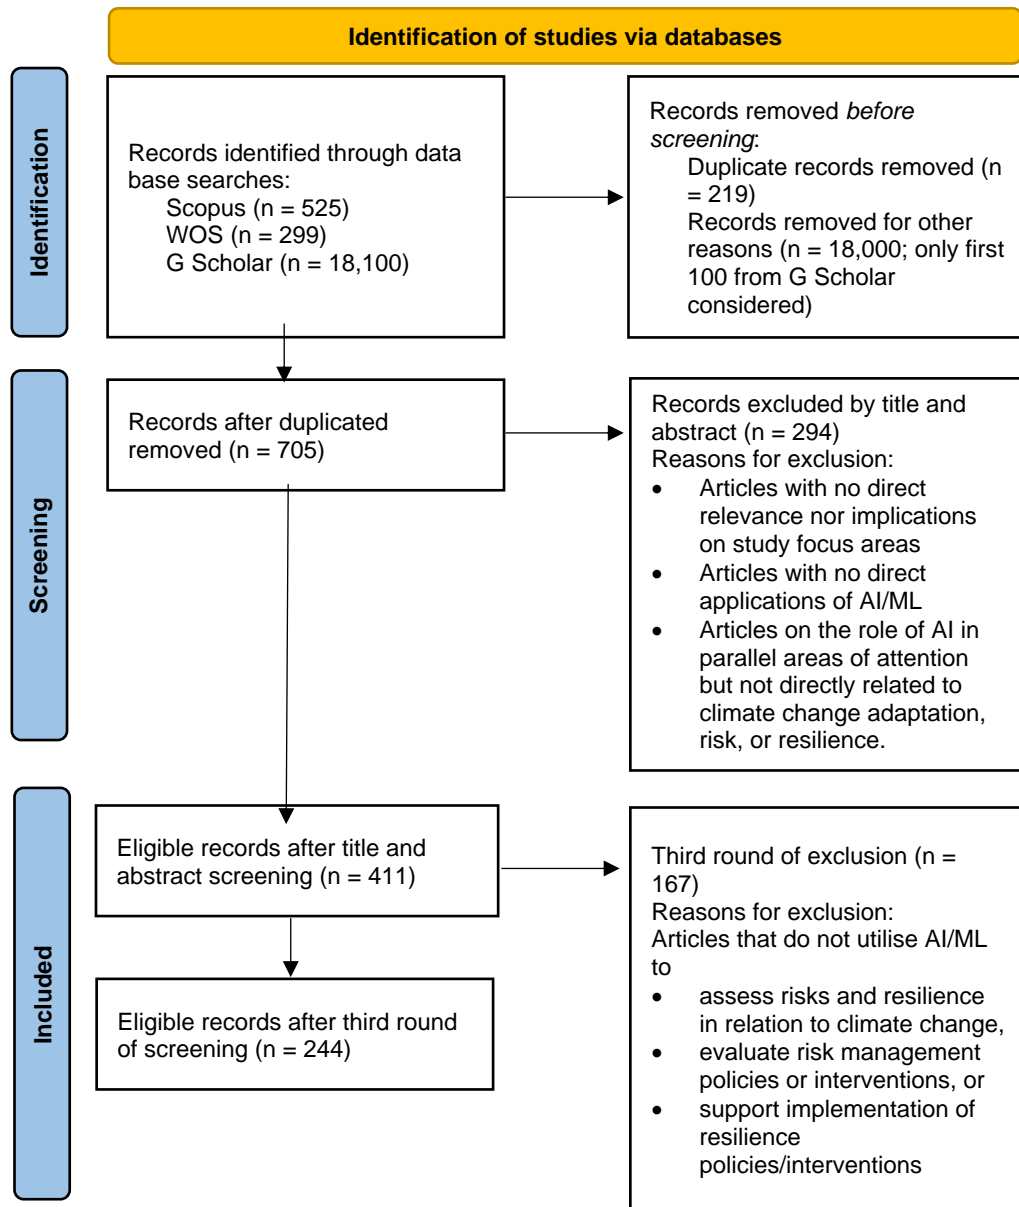 Identification of studies via databases
Identification
Records identified through data
base searches:
Scopus (n = 525)
WOS (n = 299)
G Scholar (n = 18,100)
Records removed before
screening:
Duplicate records removed (n
= 219)
Records removed for other
reasons (n = 18,000; only first
100 from G Scholar
considered)
Screening
Records after duplicated
removed (n = 705)
Records excluded by title and
abstract (n = 294)
Reasons for exclusion:
• Articles with no direct
relevance nor implications
on study focus areas
• Articles with no direct
applications of AI/ML
• Articles on the role of AI in
parallel areas of attention
but not directly related to
climate change adaptation,
risk, or resilience.
Included
Eligible records after title and
abstract screening (n = 411)
Third round of exclusion (n =
167)
Reasons for exclusion:
Articles that do not utilise AI/ML
to
• assess risks and resilience
in relation to climate change,
• evaluate risk management
policies or interventions, or
• support implementation of
resilience
policies/interventions
Eligible records after third round
of screening (n = 244)